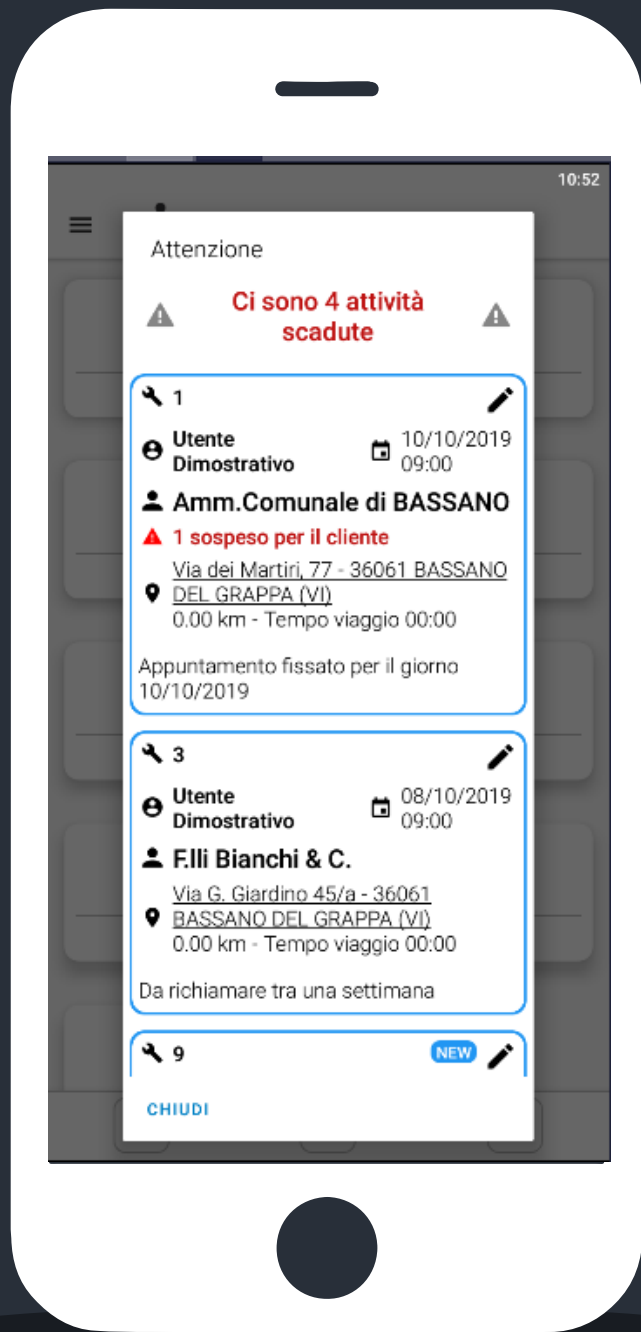 10:52
Attenzione
Ci sono 4 attività
scadute
1
Utente
Dimostrativo
10/10/2019
09:00
Amm.Comunale di BASSANO
1 sospeso per il cliente
Via dei Martiri, 77 - 36061 BASSANO
DEL GRAPPA (VI)
0.00 km - Tempo viaggio 00:00
Appuntamento fissato per il giorno
10/10/2019
3
Utente
Dimostrativo
08/10/2019
09:00
F.lli Bianchi & C.
Via G. Giardino 45/a - 36061
BASSANO DEL GRAPPA (VI)
0.00 km - Tempo viaggio 00:00
Da richiamare tra una settimana
9
NEW
CHIUDI